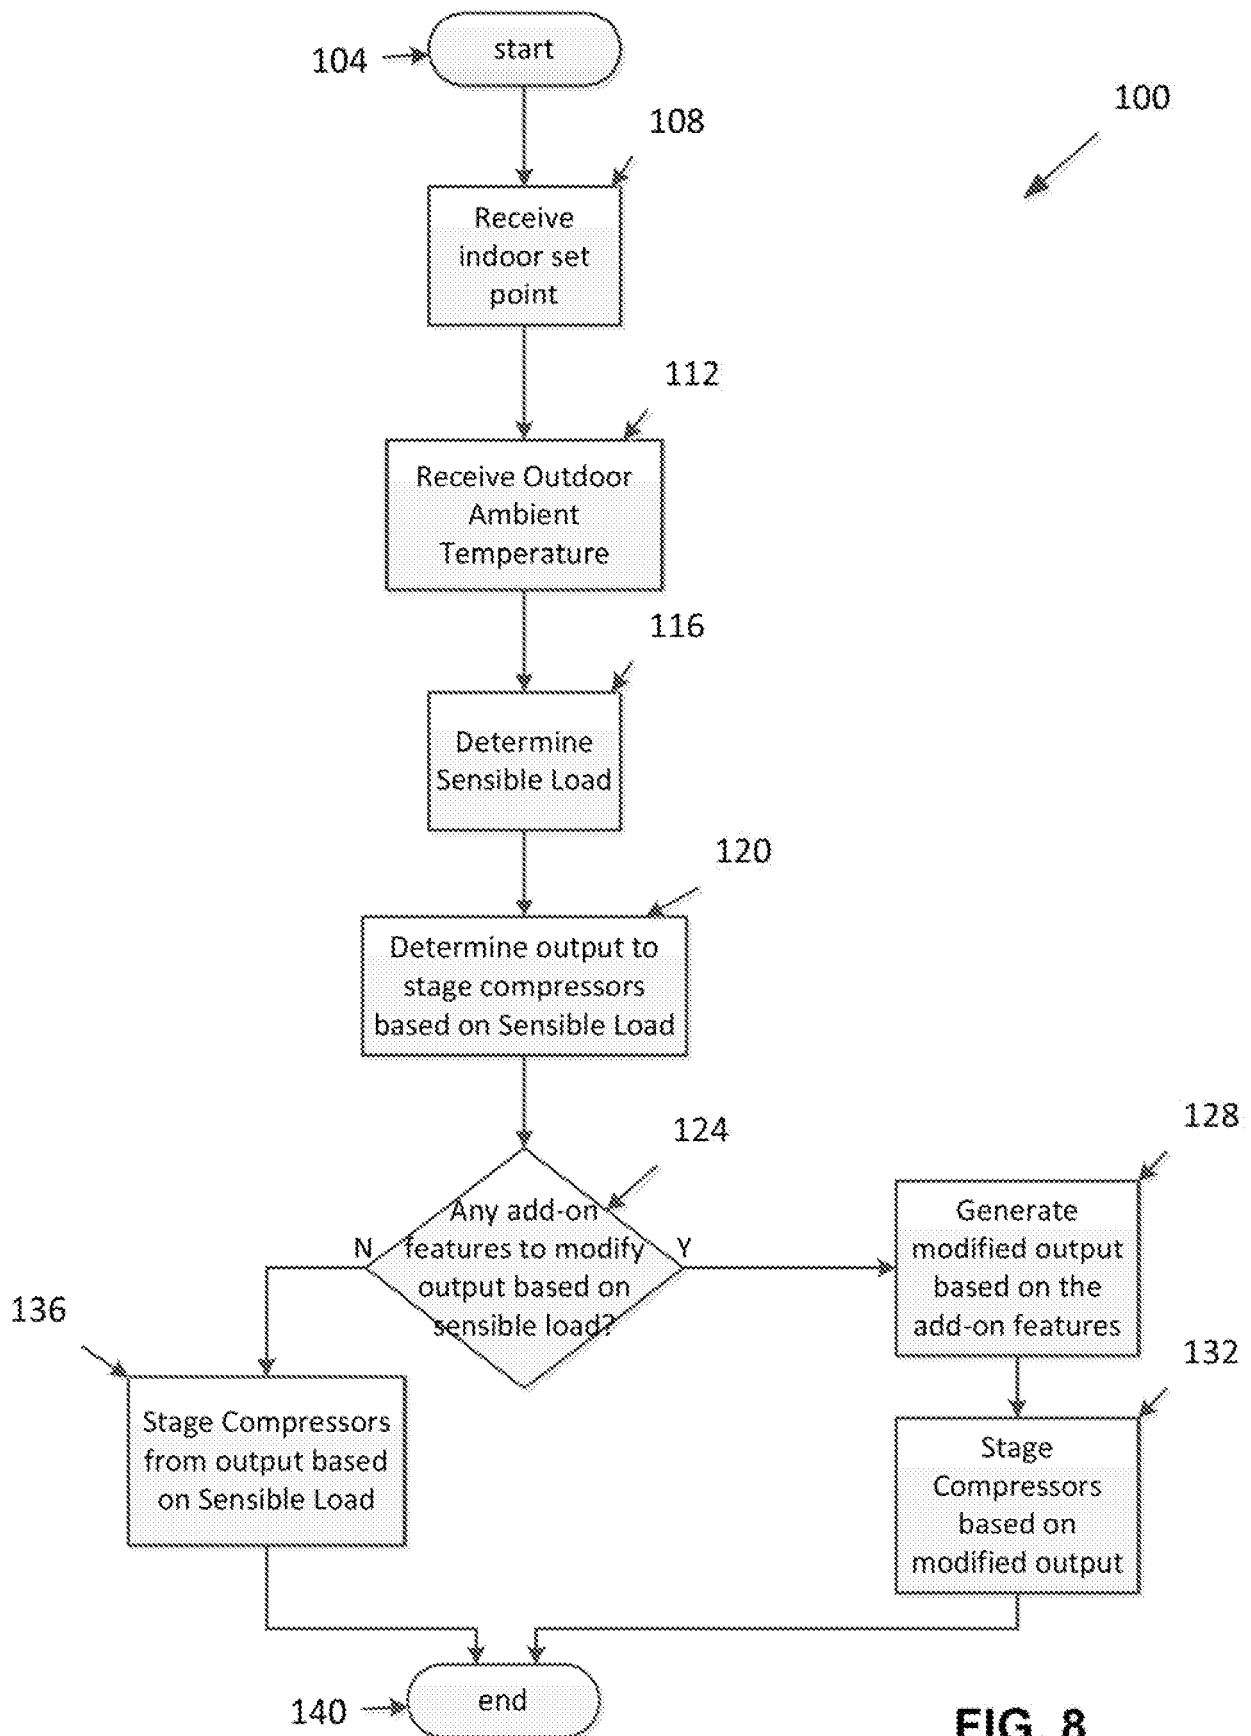 start
104
100
108
Receive
indoor set
point
112
Receive Outdoor
Ambient
Temperature
116
Determine
Sensible Load
120
Determine output to
stage compressors
based on Sensible Load
124
Any add-on
features to modify
output based on
sensible load?
N
Y
128
Generate
modified output
based on the
add-on features
132
Stage
Compressors
based on
modified output
136
Stage Compressors
from output based
on Sensible Load
140
end
FIG. 8